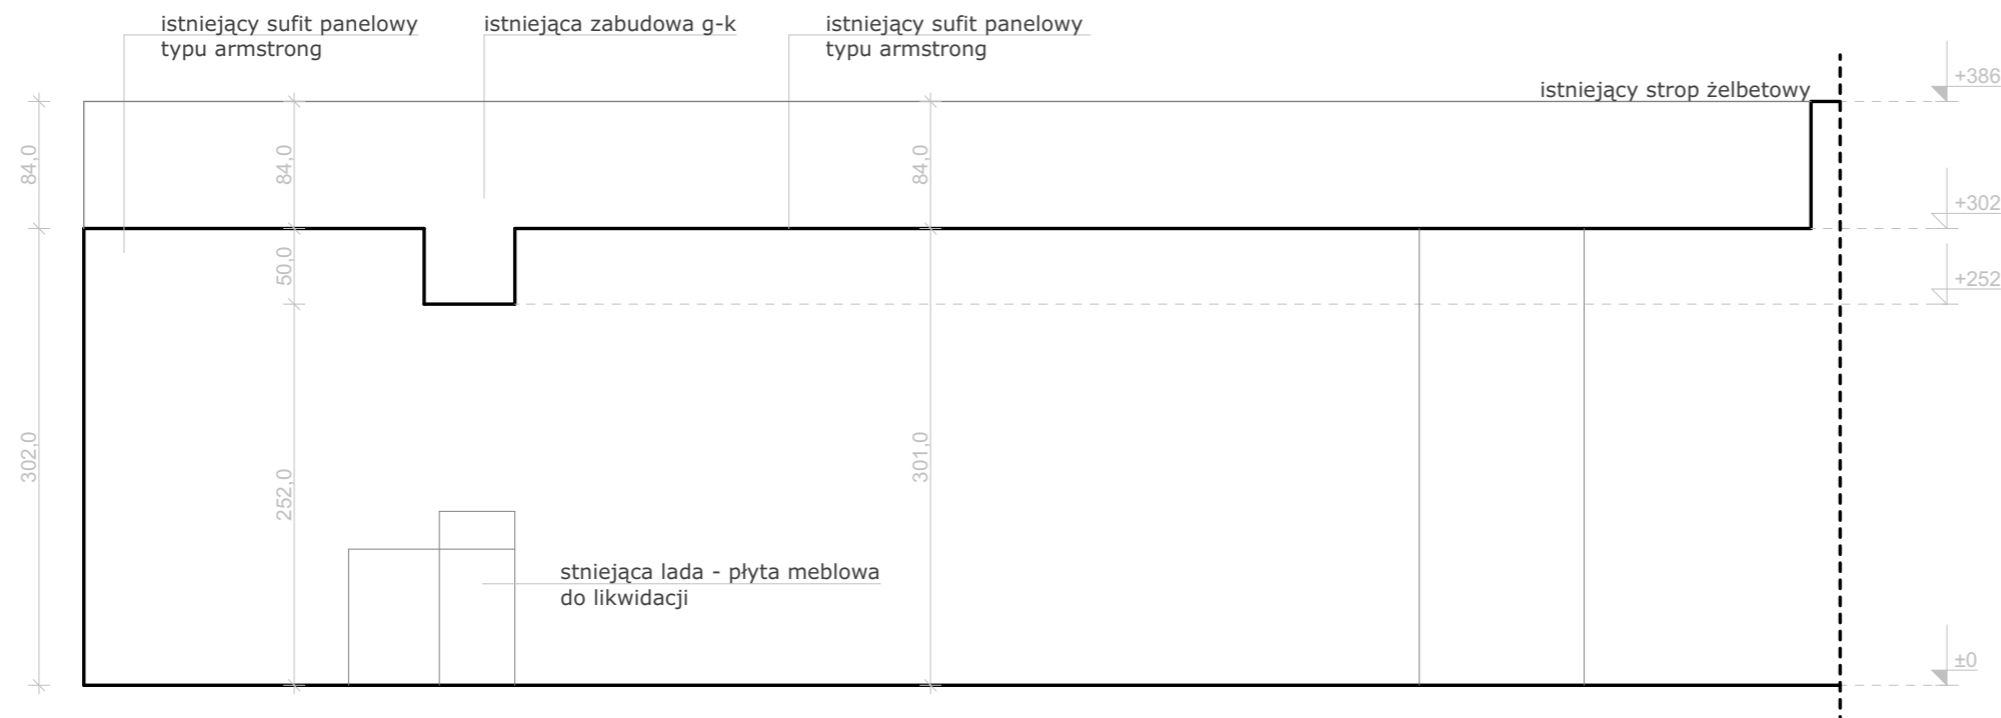 istniejący sufit panelowy
typu armstrong
istniejąca zabudowa g-k
istniejący sufit panelowy
typu armstrong
istniejący strop żelbetowy
+386
84,0
84,0
84,0
+302
50,0
+252
302,0
252,0
301,0
stniejąca lada - płyta meblowa
do likwidacji
±0